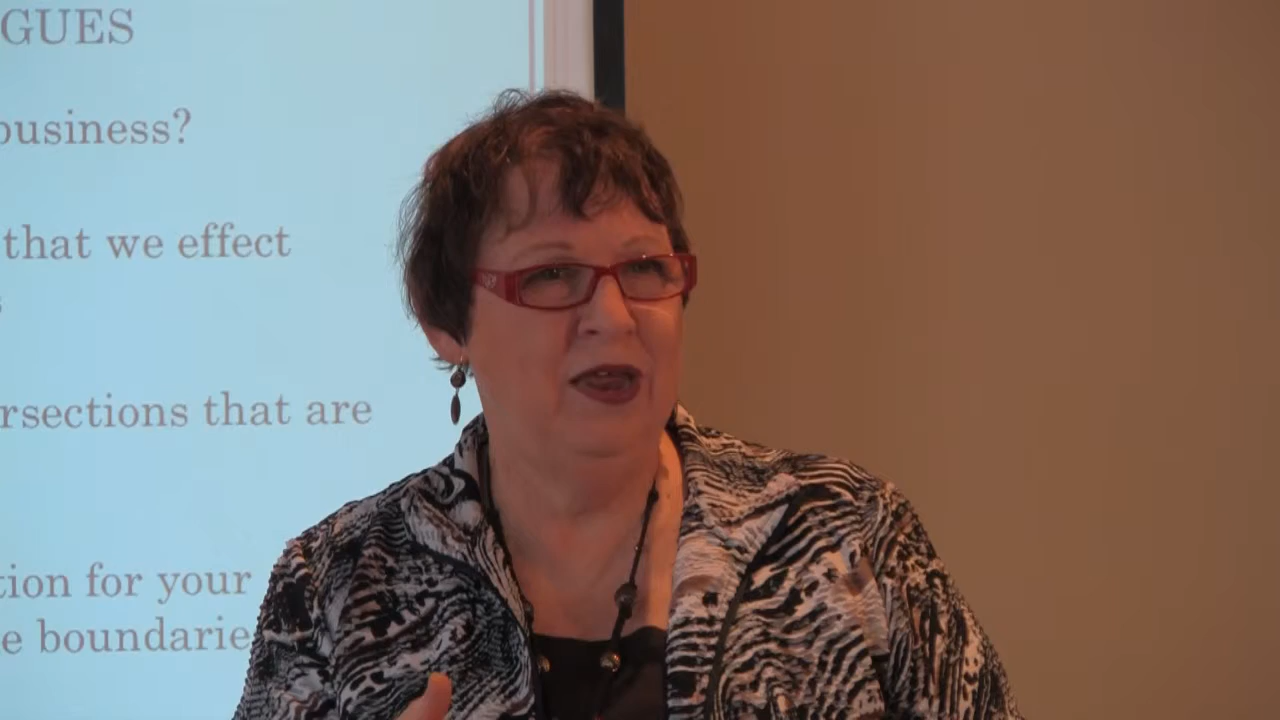 GUES
business?
that we effect
rsections that are
tion for your
e boundarie